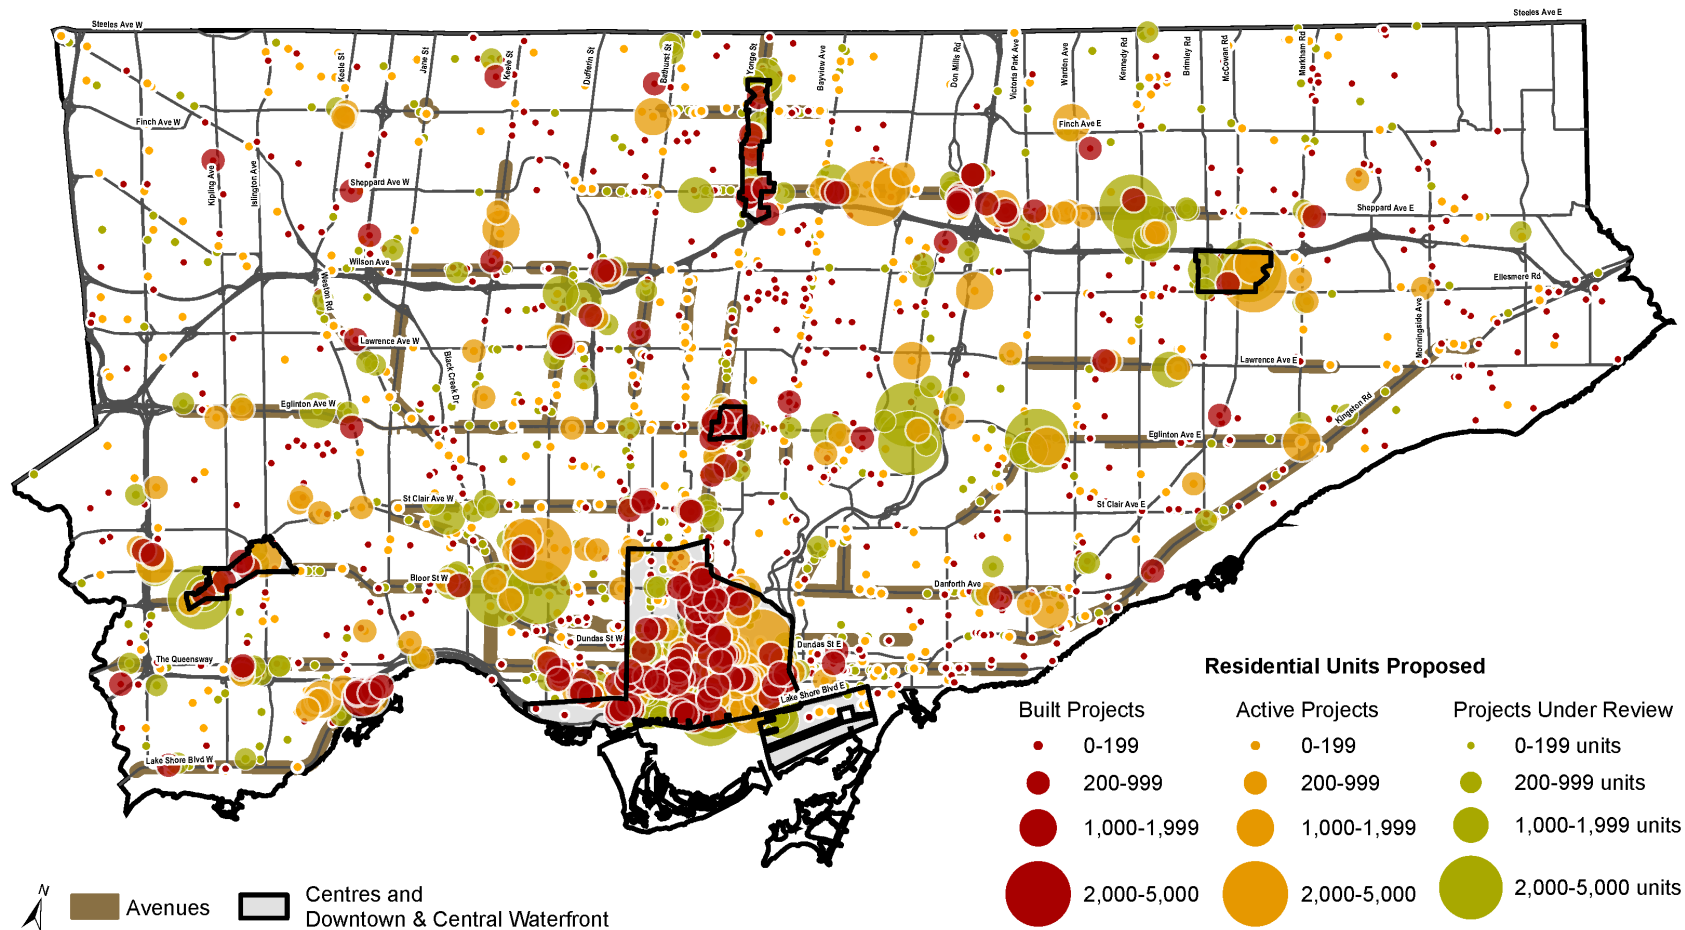 Steeles Ave W
Steeles Ave E
Keele St
Jane St
Keele St
Dufferin St
Bathurst St
Yonge St
Bayview Ave
Don Mills Rd
Victoria Park Ave
Warden Ave
Kennedy Rd
Brimley Rd
McCowan Rd
Markham Rd
Finch Ave W
Finch Ave E
Kipling Ave
Islington Ave
Sheppard Ave W
Sheppard Ave E
Wilson Ave
Ellesmere Rd
Weston Rd
Morningside Ave
Lawrence Ave W
Lawrence Ave E
Black Creek Dr
Eglinton Ave W
Kingston Rd
Eglinton Ave E
St Clair Ave W
St Clair Ave E
Bloor St W
Danforth Ave
Dundas St W
Dundas St E
The Queensway
Lake Shore Blvd E
Lake Shore Blvd W
Residential Units Proposed
Built Projects
Active Projects
Projects Under Review
0-199
0-199
0-199 units
200-999
200-999
200-999 units
1,000-1,999
1,000-1,999
1,000-1,999 units
2,000-5,000
2,000-5,000
2,000-5,000 units
N
Avenues
Centres and
Downtown & Central Waterfront